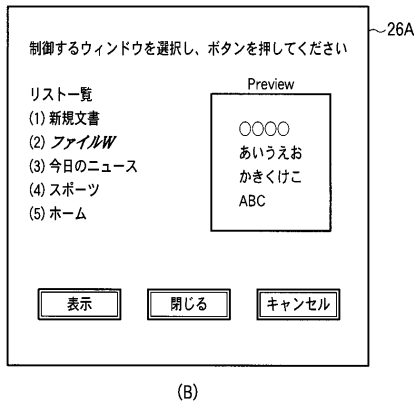 26A
制御するウィンドウを選択し、ボタンを押してください
リスト一覧
(1) 新規文書
(2) ファイルW
(3) 今日のニュース
(4) スポーツ
(5) ホーム
Preview
○○○○
あいうえお
かきくけこ
ABC
表示
閉じる
キャンセル
(B)